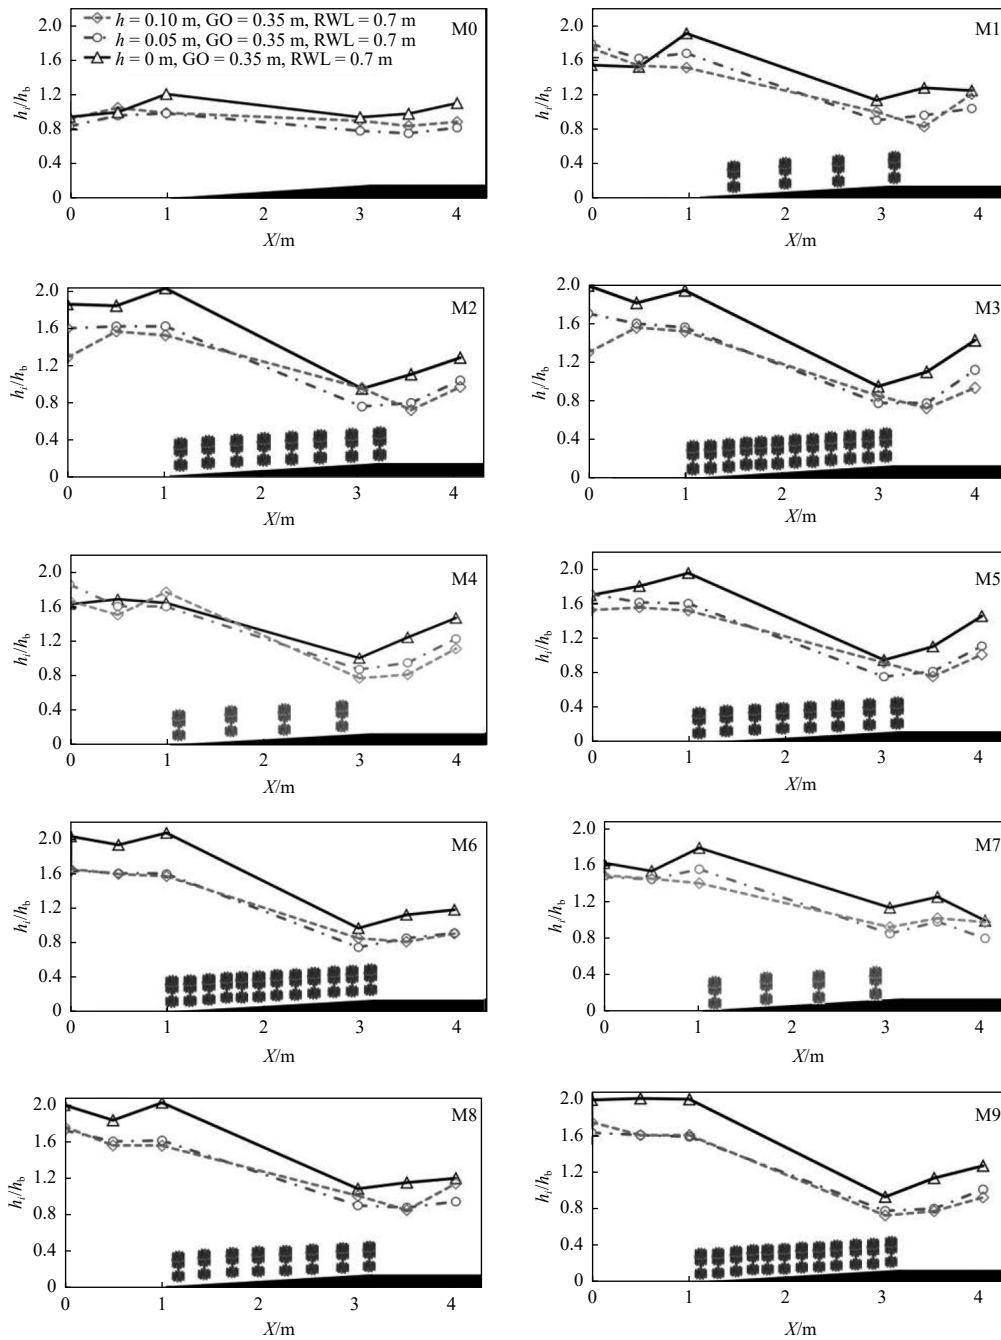 h = 0.10 m, GO = 0.35 m, RWL = 0.7 m
h = 0.05 m, GO = 0.35 m, RWL = 0.7 m
h = 0 m, GO = 0.35 m, RWL = 0.7 m
M0
2.0
1.6
1.2
0.8
0.4
0
hᵢ/h_b
0 1 2 3 4
X/m
M1
2.0
1.6
1.2
0.8
0.4
0
hᵢ/h_b
0 1 2 3 4
X/m
M2
2.0
1.6
1.2
0.8
0.4
0
hᵢ/h_b
0 1 2 3 4
X/m
M3
2.0
1.6
1.2
0.8
0.4
0
hᵢ/h_b
0 1 2 3 4
X/m
M4
2.0
1.6
1.2
0.8
0.4
0
hᵢ/h_b
0 1 2 3 4
X/m
M5
2.0
1.6
1.2
0.8
0.4
0
hᵢ/h_b
0 1 2 3 4
X/m
M6
2.0
1.6
1.2
0.8
0.4
0
hᵢ/h_b
0 1 2 3 4
X/m
M7
2.0
1.6
1.2
0.8
0.4
0
hᵢ/h_b
0 1 2 3 4
X/m
M8
2.0
1.6
1.2
0.8
0.4
0
hᵢ/h_b
0 1 2 3 4
X/m
M9
2.0
1.6
1.2
0.8
0.4
0
hᵢ/h_b
0 1 2 3 4
X/m